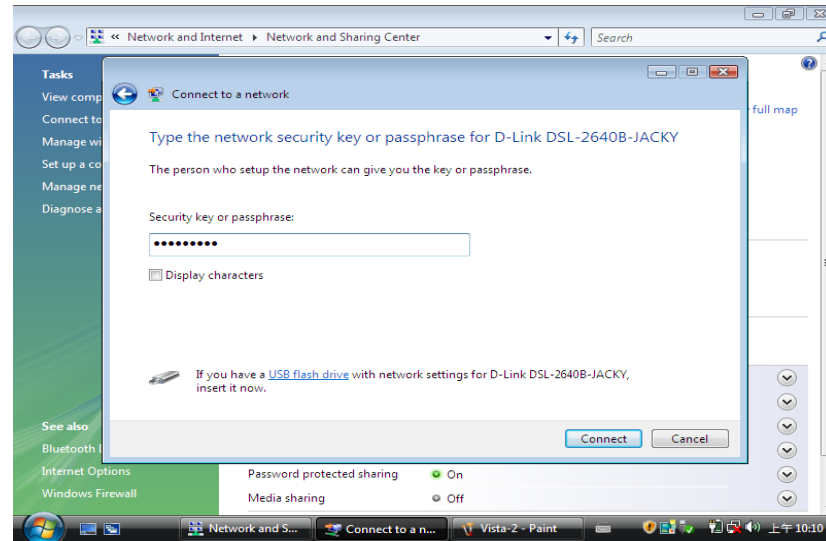 « Network and Internet ▸ Network and Sharing Center
Search
Tasks
View comp
Connect to
Manage wi
Set up a co
Manage ne
Diagnose a
full map
Connect to a network
Type the network security key or passphrase for D-Link DSL-2640B-JACKY
The person who setup the network can give you the key or passphrase.
Security key or passphrase:
•••••••••
Display characters
If you have a USB flash drive with network settings for D-Link DSL-2640B-JACKY,
insert it now.
Connect Cancel
See also
Bluetooth
Internet Options
Windows Firewall
Password protected sharing On
Media sharing Off
Network and S... Connect to a n... Vista-2 - Paint 上午 10:10